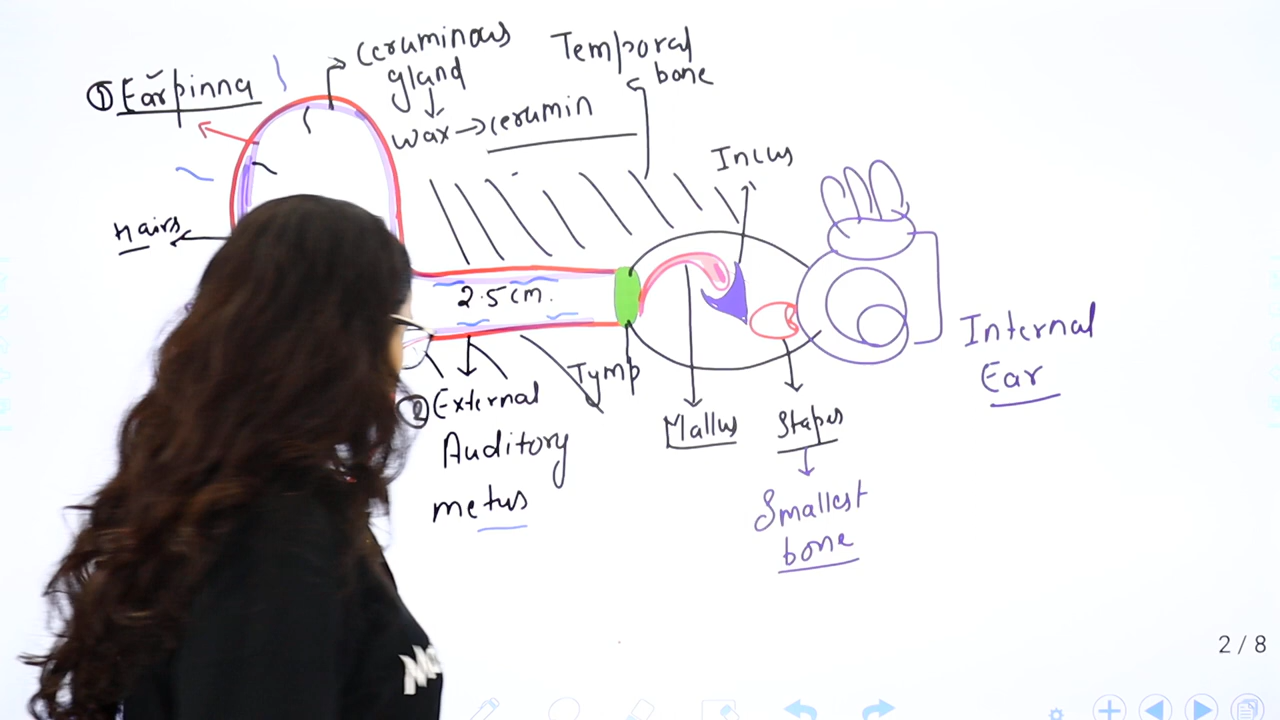 ① Earpinna
Ceruminous
gland
wax → cerumin
Temporal
bone
Incus
Hairs
2.5 cm.
Tymp
② External
Auditory
metus
Mallus
Stapes
Smallest
bone
Internal
Ear
2 / 8